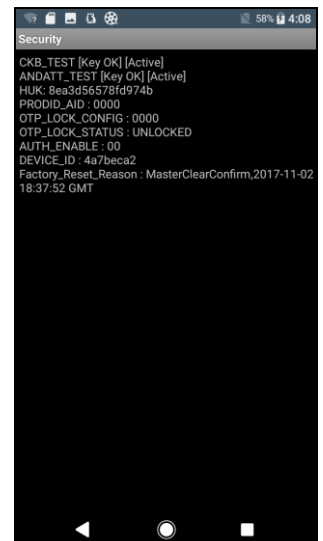 58% 4:08
Security
CKB_TEST [Key OK] [Active]
ANDATT_TEST [Key OK] [Active]
HUK: 8ea3d56578fd974b
PRODID_AID : 0000
OTP_LOCK_CONFIG : 0000
OTP_LOCK_STATUS : UNLOCKED
AUTH_ENABLE : 00
DEVICE_ID : 4a7beca2
Factory_Reset_Reason : MasterClearConfirm,2017-11-02
18:37:52 GMT